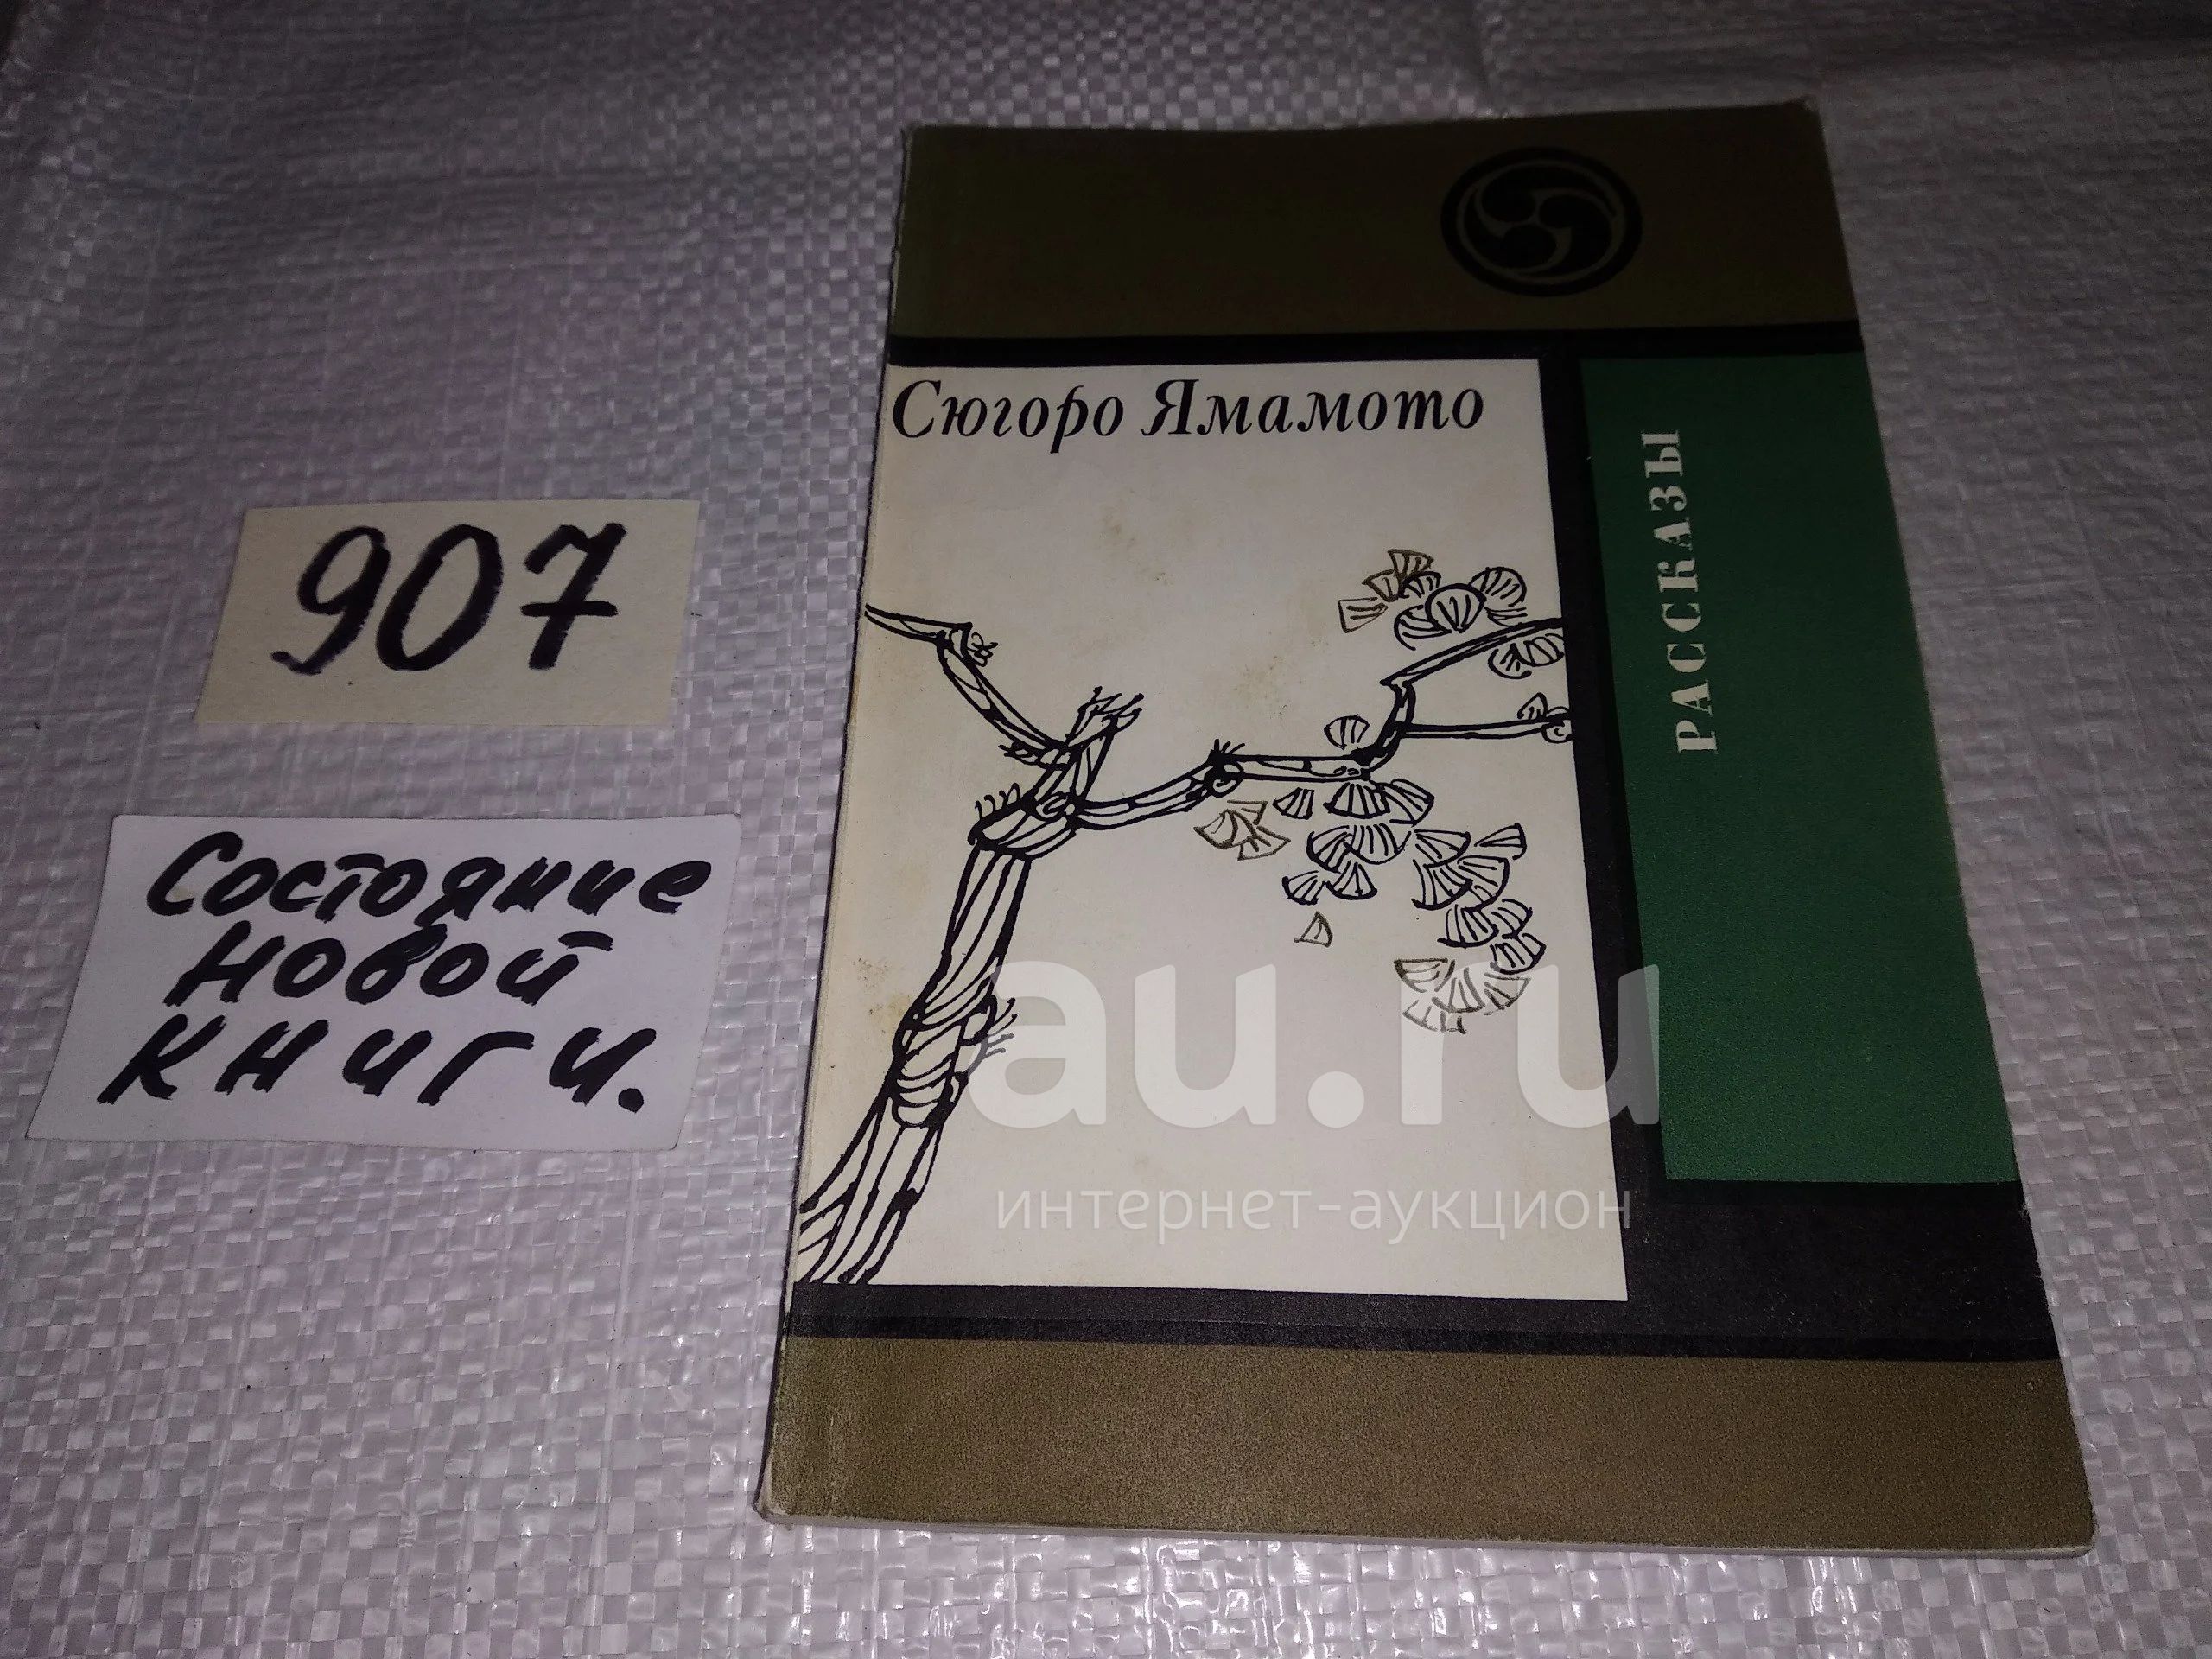 Сюгоро Ямамото
РАССКАЗЫ
907
Состояние
новой
книги.
au.ru
интернет-аукцион